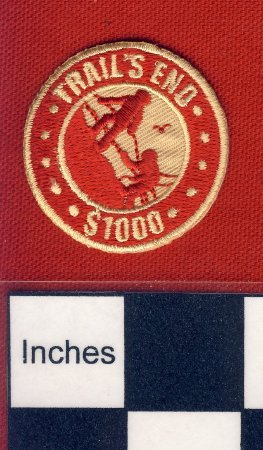 TRAIL'S END
$1000
Inches